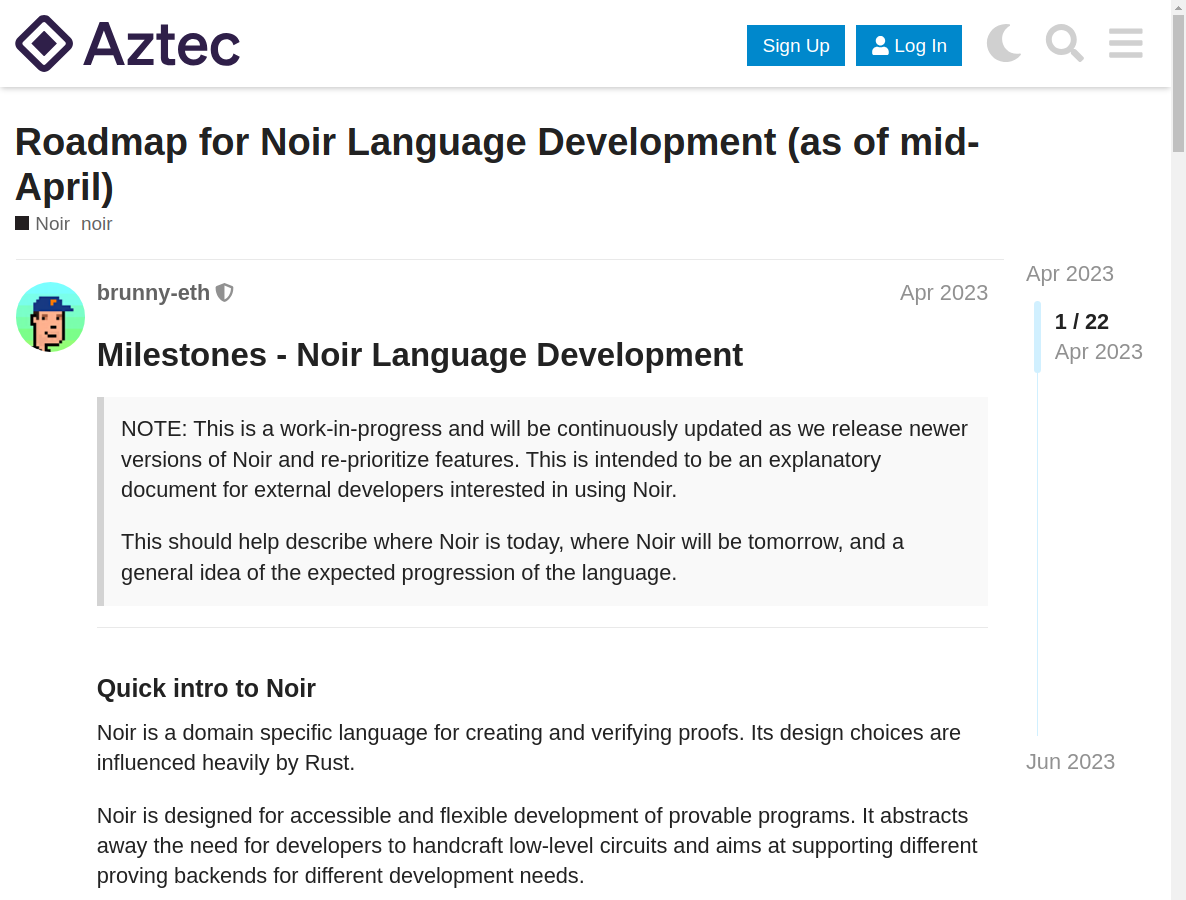 Aztec
Sign Up
Log In
Roadmap for Noir Language Development (as of mid-
April)
Noir noir
brunny-eth
Apr 2023
Milestones - Noir Language Development
NOTE: This is a work-in-progress and will be continuously updated as we release newer
versions of Noir and re-prioritize features. This is intended to be an explanatory
document for external developers interested in using Noir.
This should help describe where Noir is today, where Noir will be tomorrow, and a
general idea of the expected progression of the language.
Quick intro to Noir
Noir is a domain specific language for creating and verifying proofs. Its design choices are
influenced heavily by Rust.
Noir is designed for accessible and flexible development of provable programs. It abstracts
away the need for developers to handcraft low-level circuits and aims at supporting different
proving backends for different development needs.
Apr 2023
1 / 22
Apr 2023
Jun 2023